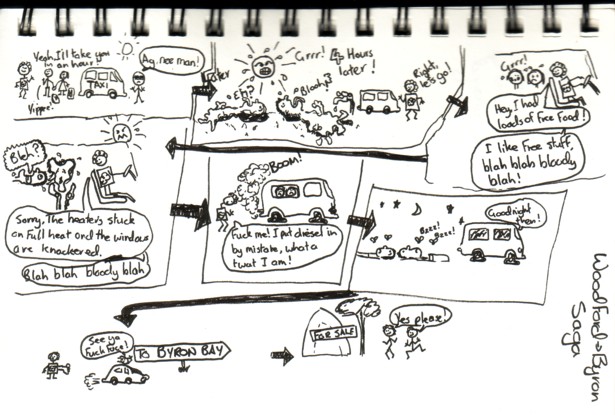 Yeah. I'll take you
in an hour.
TAXI
Yippe!
Ag, nee man!
Later
Grrr! 4 Hours
later!
Eh?
Bloody?
Right,
let's go!
Grrr!
Hey, I had
loads of free food!
I like free stuff,
blah blah bloody
blah!
Bleh?
Sorry. The heater's stuck
on full heat and the windows
are knackered.
Blah blah bloody blah
BOOM!
Fuck me! I put diesel in
by mistake, what a
twat I am!
Bzzz!
Bzzz!
Goodnight
then!
See ya
Fuck face!
TO BYRON BAY
FOR SALE
Yes please!
Woodford→Byron
Saga